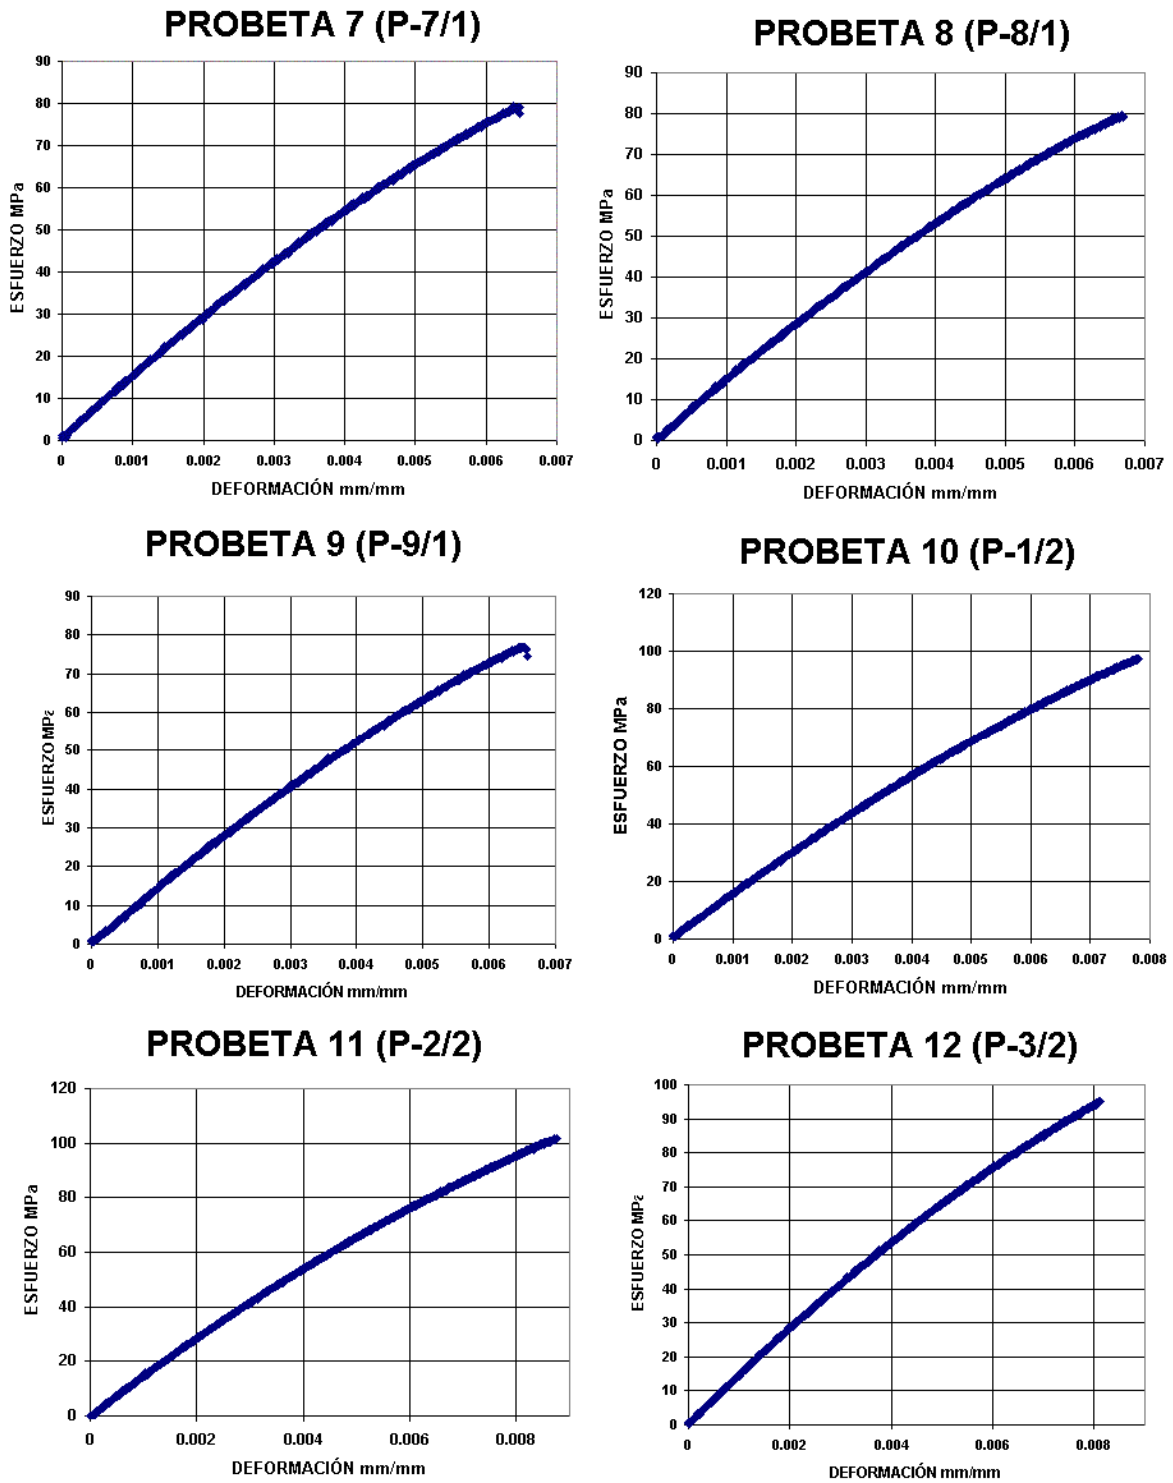 PROBETA 7 (P-7/1)
90
80
70
60
50
40
30
20
10
0
ESFUERZO MPa
0 0.001 0.002 0.003 0.004 0.005 0.006 0.007
DEFORMACIÓN mm/mm
PROBETA 8 (P-8/1)
90
80
70
60
50
40
30
20
10
0
ESFUERZO MPa
0 0.001 0.002 0.003 0.004 0.005 0.006 0.007
DEFORMACIÓN mm/mm
PROBETA 9 (P-9/1)
90
80
70
60
50
40
30
20
10
0
ESFUERZO MPa
0 0.001 0.002 0.003 0.004 0.005 0.006 0.007
DEFORMACIÓN mm/mm
PROBETA 10 (P-1/2)
120
100
80
60
40
20
0
ESFUERZO MPa
0 0.001 0.002 0.003 0.004 0.005 0.006 0.007 0.008
DEFORMACIÓN mm/mm
PROBETA 11 (P-2/2)
120
100
80
60
40
20
0
ESFUERZO MPa
0 0.002 0.004 0.006 0.008
DEFORMACIÓN mm/mm
PROBETA 12 (P-3/2)
100
90
80
70
60
50
40
30
20
10
0
ESFUERZO MPa
0 0.002 0.004 0.006 0.008
DEFORMACIÓN mm/mm